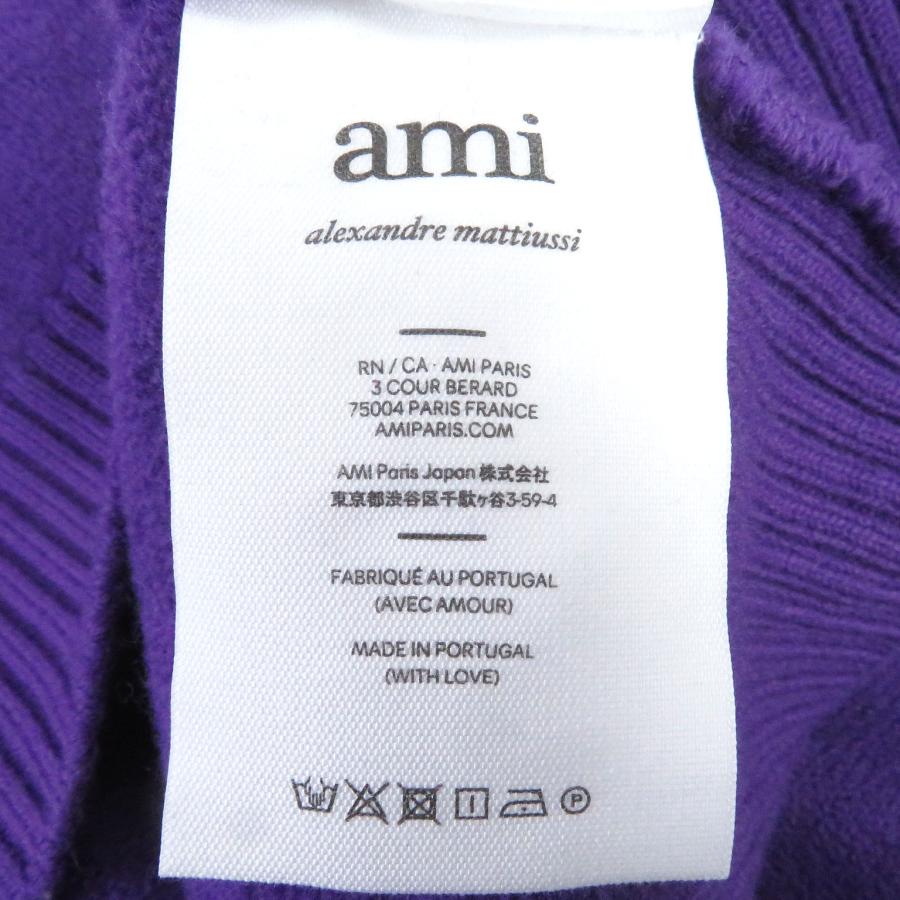 ami
alexandre mattiussi
RN / CA · AMI PARIS
3 COUR BERARD
75004 PARIS FRANCE
AMIPARIS.COM
AMI Paris Japan 株式会社
東京都渋谷区千駄ヶ谷3-59-4
FABRIQUÉ AU PORTUGAL
(AVEC AMOUR)
MADE IN PORTUGAL
(WITH LOVE)
P